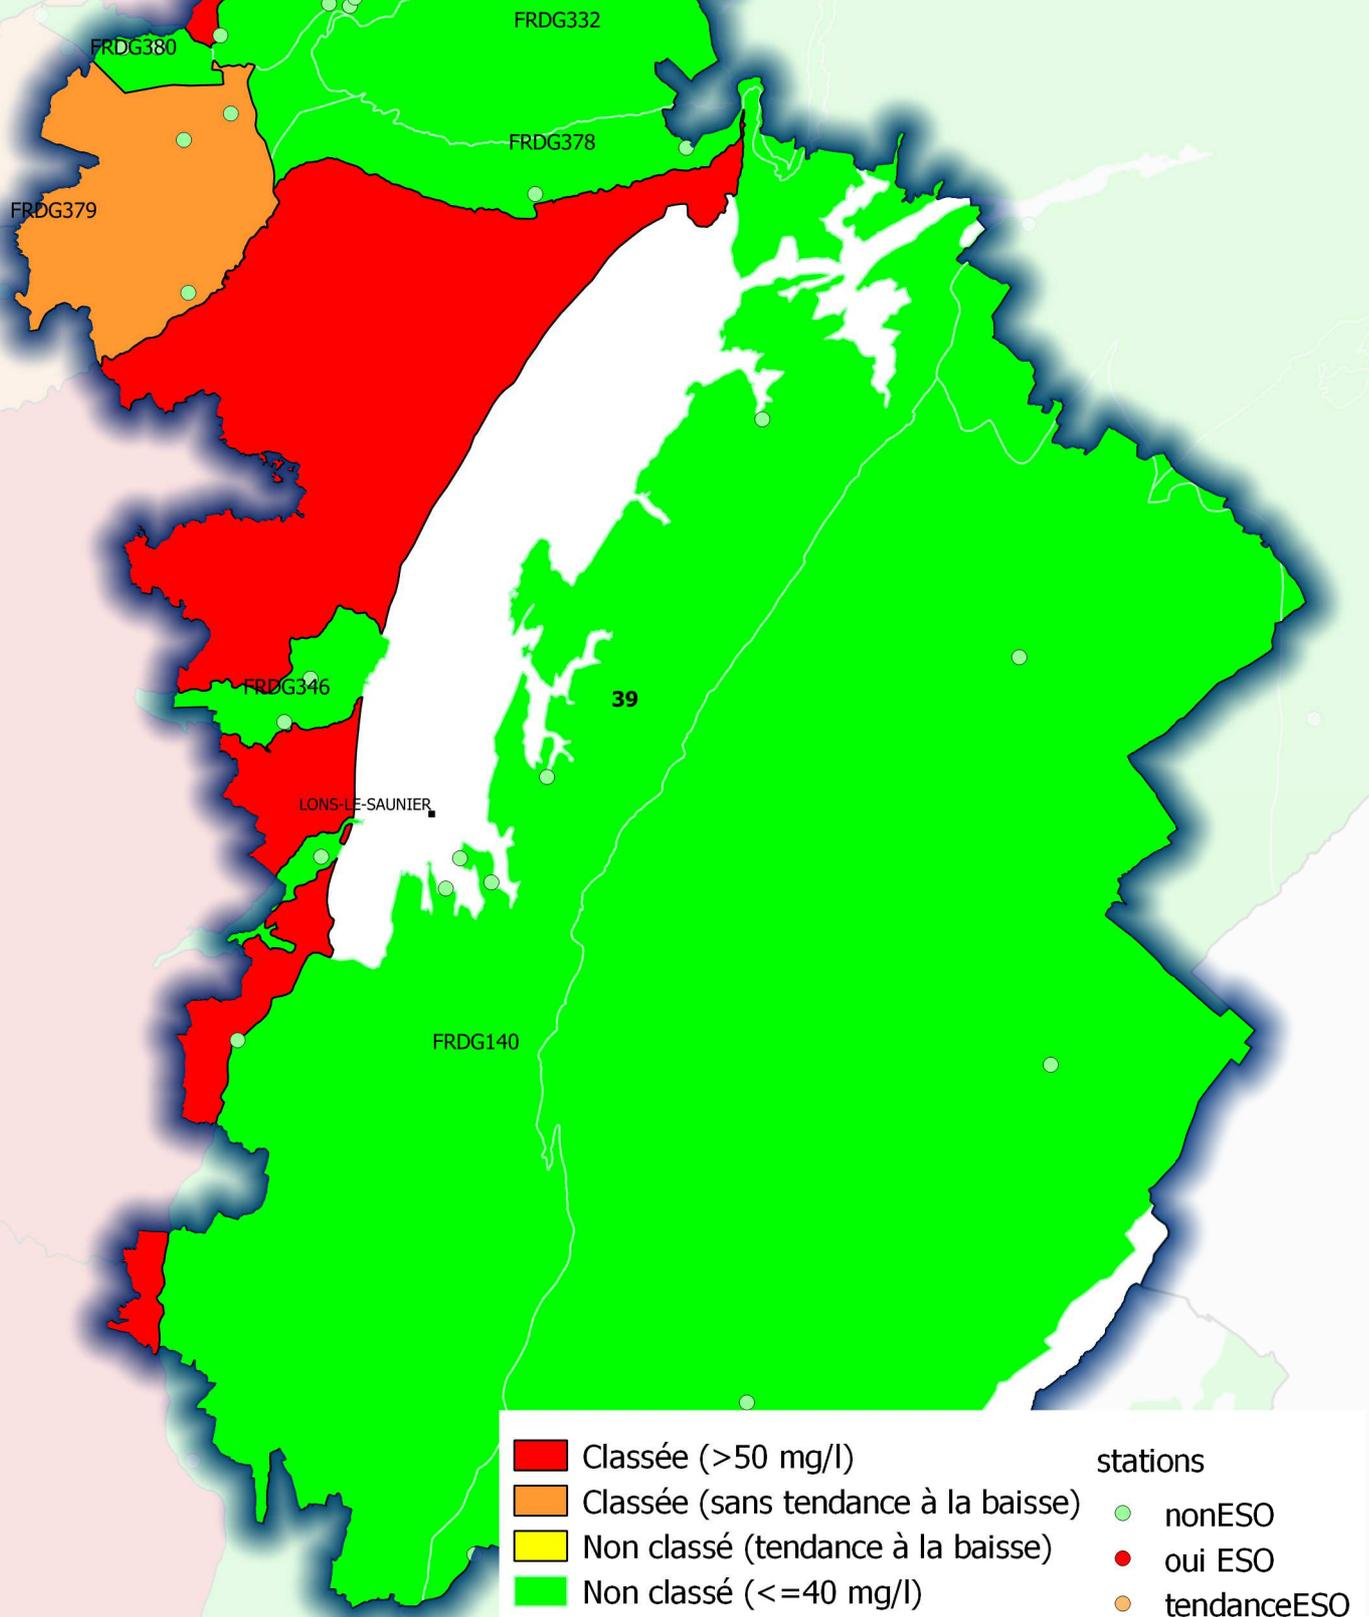 FRDG332
FRDG380
FRDG378
FRDG379
FRDG346
39
LONS-LE-SAUNIER
FRDG140
Classée (>50 mg/l)
Classée (sans tendance à la baisse)
Non classé (tendance à la baisse)
Non classé (<=40 mg/l)
stations
nonESO
oui ESO
tendanceESO